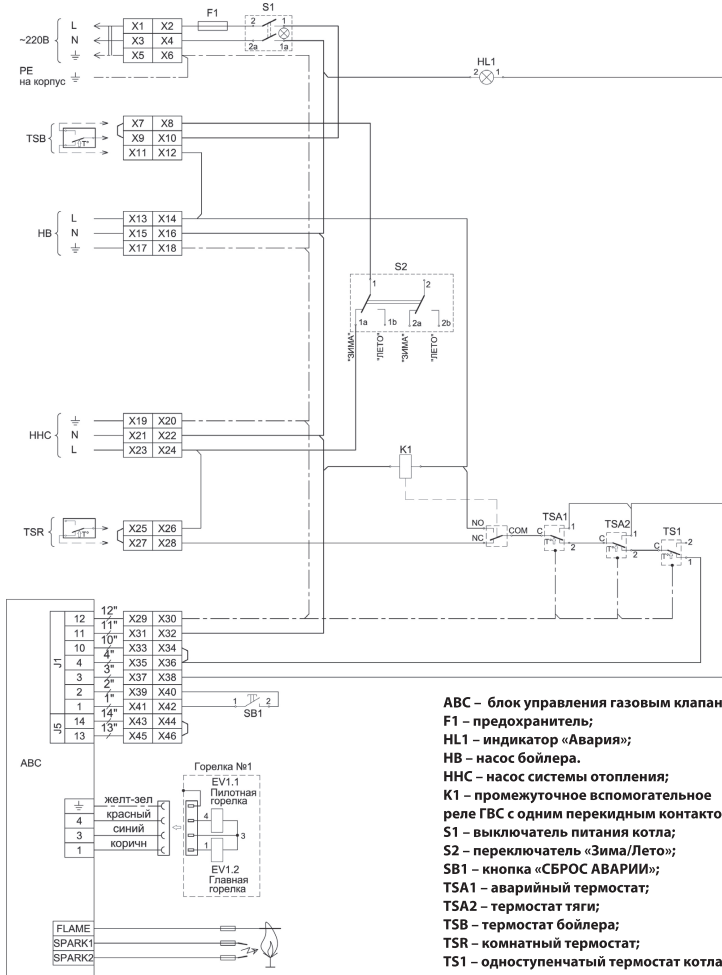 F1
S1
2 1
2a 1a
~220В
L X1 X2
N X3 X4
X5 X6
РЕ
на корпус
HL1
2 1
TSB
T°
X7 X8
X9 X10
X11 X12
НВ
L X13 X14
N X15 X16
X17 X18
S2
1 2
1a 1b 2a 2b
"ЗИМА" "ЛЕТО" "ЗИМА" "ЛЕТО"
ННС
X19 X20
N X21 X22
L X23 X24
K1
TSR
T°
X25 X26
X27 X28
NO
NC
COM
TSA1
C 1
T° 2
TSA2
C 1
T° 2
TS1
C 2
T° 1
J1
12 12" X29 X30
11 11" X31 X32
10 10" X33 X34
4 4" X35 X36
3 3" X37 X38
2 2" X39 X40
1 1" X41 X42
J5
14 14" X43 X44
13 13" X45 X46
1 2
SB1
АВС
Горелка №1
EV1.1
Пилотная
горелка
желт-зел
4 красный 4
3 синий 3
1 коричн 1
EV1.2
Главная
горелка
FLAME
SPARK1
SPARK2
АВС – блок управления газовым клапан
F1 – предохранитель;
HL1 – индикатор «Авария»;
НВ – насос бойлера.
ННС – насос системы отопления;
К1 – промежуточное вспомогательное
реле ГВС с одним перекидным контакто
S1 – выключатель питания котла;
S2 – переключатель «Зима/Лето»;
SB1 – кнопка «СБРОС АВАРИИ»;
TSA1 – аварийный термостат;
TSA2 – термостат тяги;
TSB – термостат бойлера;
TSR – комнатный термостат;
TS1 – одноступенчатый термостат котла